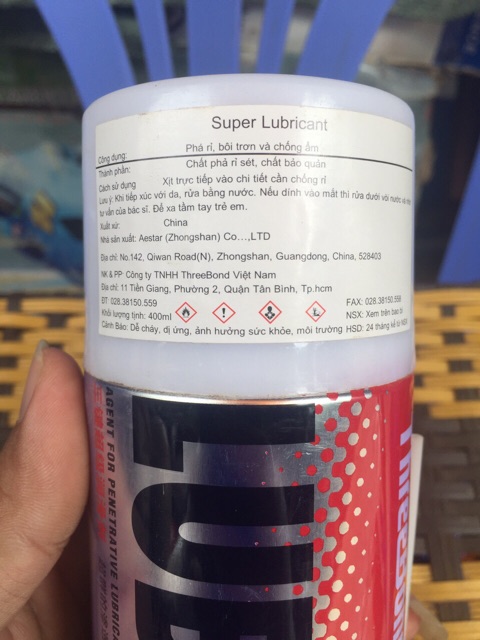 Super Lubricant
Công dụng: Phá rỉ, bôi trơn và chống ẩm
Thành phần: Chất phá rỉ sét, chất bảo quản
Cách sử dụng Xịt trực tiếp vào chi tiết cần chống rỉ
Lưu ý: Khi tiếp xúc với da, rửa bằng nước. Nếu dính vào mắt thì rửa dưới vòi nước và
tư vấn của bác sĩ. Để xa tầm tay trẻ em.
Xuất xứ: China
Nhà sản xuất: Aestar (Zhongshan) Co...,LTD
Địa chỉ: No.142, Qiwan Road(N), Zhongshan, Guangdong, China, 528403
NK & PP: Công ty TNHH ThreeBond Việt Nam
Địa chỉ: 11 Tiền Giang, Phường 2, Quận Tân Bình, Tp.hcm
ĐT: 028.38150.559 FAX: 028.38150.559
Khối lượng tịnh: 400ml NSX: Xem trên bao bì
Cảnh Báo: Dễ cháy, dị ứng, ảnh hưởng sức khỏe, môi trường HSD: 24 tháng kể từ
LUB
AGENT FOR PENETRATIVE LUBRICA